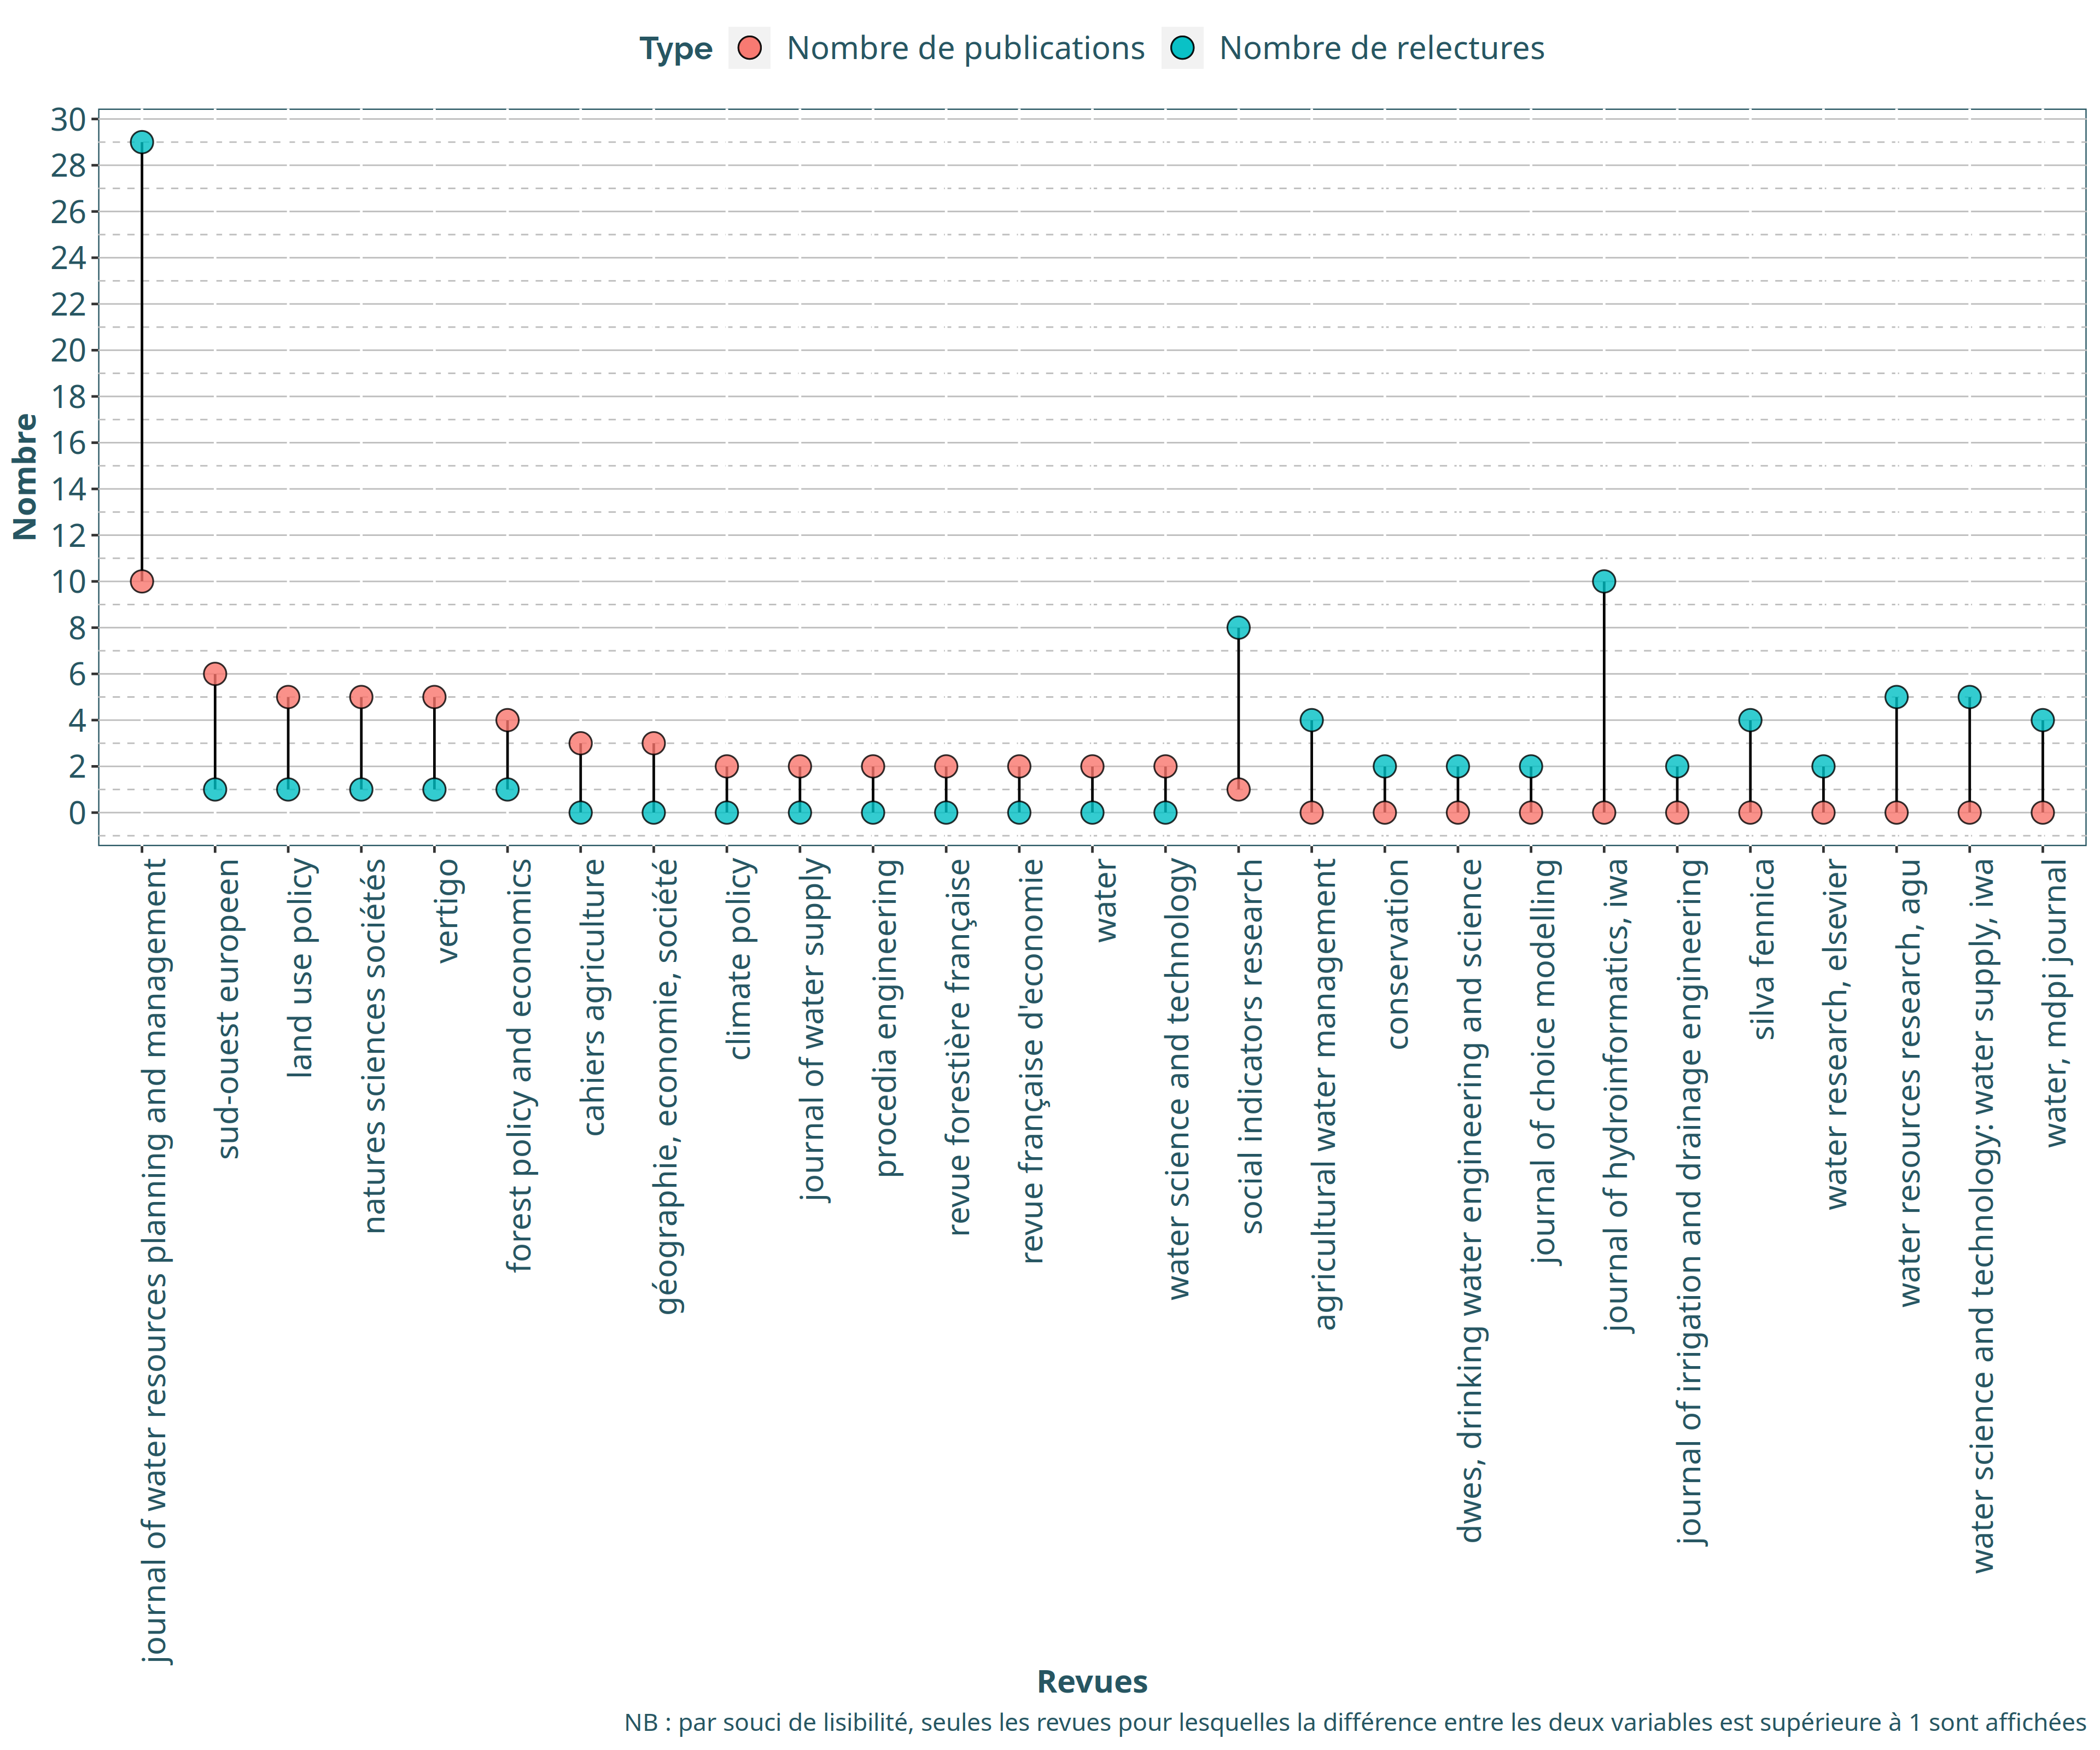 Type Nombre de publications Nombre de relectures
Nombre
30
28
26
24
22
20
18
16
14
12
10
8
6
4
2
0
journal of water resources planning and management
sud-ouest europeen
land use policy
natures sciences sociétés
vertigo
forest policy and economics
cahiers agriculture
géographie, economie, société
climate policy
journal of water supply
procedia engineering
revue forestière française
revue française d'economie
water
water science and technology
social indicators research
agricultural water management
conservation
dwes, drinking water engineering and science
journal of choice modelling
journal of hydroinformatics, iwa
journal of irrigation and drainage engineering
silva fennica
water research, elsevier
water resources research, agu
water science and technology: water supply, iwa
water, mdpi journal
Revues
NB : par souci de lisibilité, seules les revues pour lesquelles la différence entre les deux variables est supérieure à 1 sont affichées